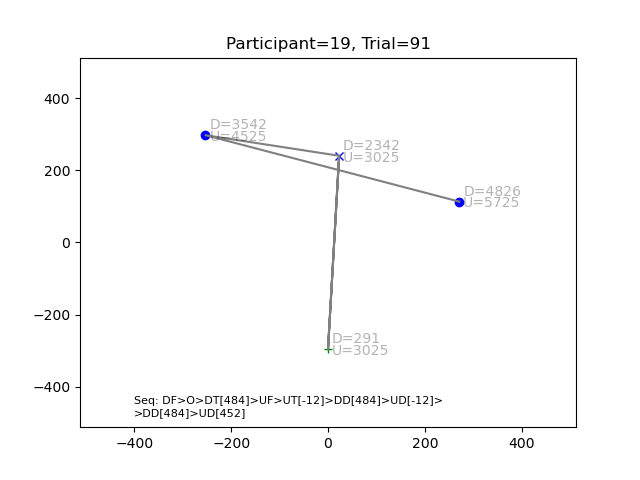 Participant=19, Trial=91
400
200
0
−200
−400
D=3542
U=4525
D=2342
U=3025
D=4826
U=5725
D=291
U=3025
Seq: DF>O>DT[484]>UF>UT[-12]>DD[484]>UD[-12]>
>DD[484]>UD[452]
−400 −200 0 200 400